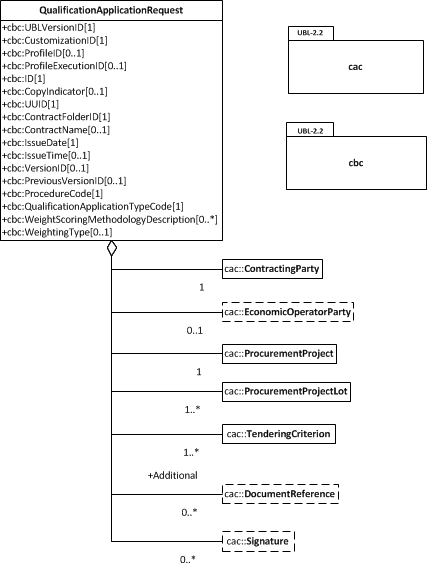 QualificationApplicationRequest
+cbc:UBLVersionID[1]
+cbc:CustomizationID[1]
+cbc:ProfileID[0..1]
+cbc:ProfileExecutionID[0..1]
+cbc:ID[1]
+cbc:CopyIndicator[0..1]
+cbc:UUID[1]
+cbc:ContractFolderID[1]
+cbc:ContractName[0..1]
+cbc:IssueDate[1]
+cbc:IssueTime[0..1]
+cbc:VersionID[0..1]
+cbc:PreviousVersionID[0..1]
+cbc:ProcedureCode[1]
+cbc:QualificationApplicationTypeCode[1]
+cbc:WeightScoringMethodologyDescription[0..*]
+cbc:WeightingType[0..1]
UBL-2.2
cac
UBL-2.2
cbc
cac::ContractingParty
1
cac::EconomicOperatorParty
0..1
cac::ProcurementProject
1
cac::ProcurementProjectLot
1..*
cac::TenderingCriterion
1..*
+Additional
cac::DocumentReference
0..*
cac::Signature
0..*